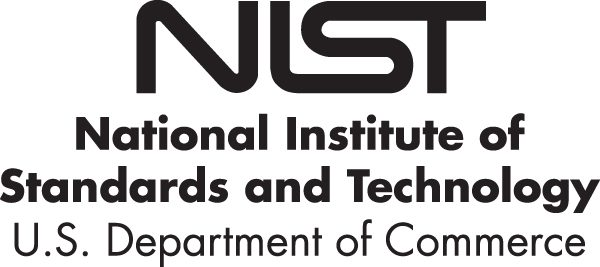 NIST
National Institute of
Standards and Technology
U.S. Department of Commerce